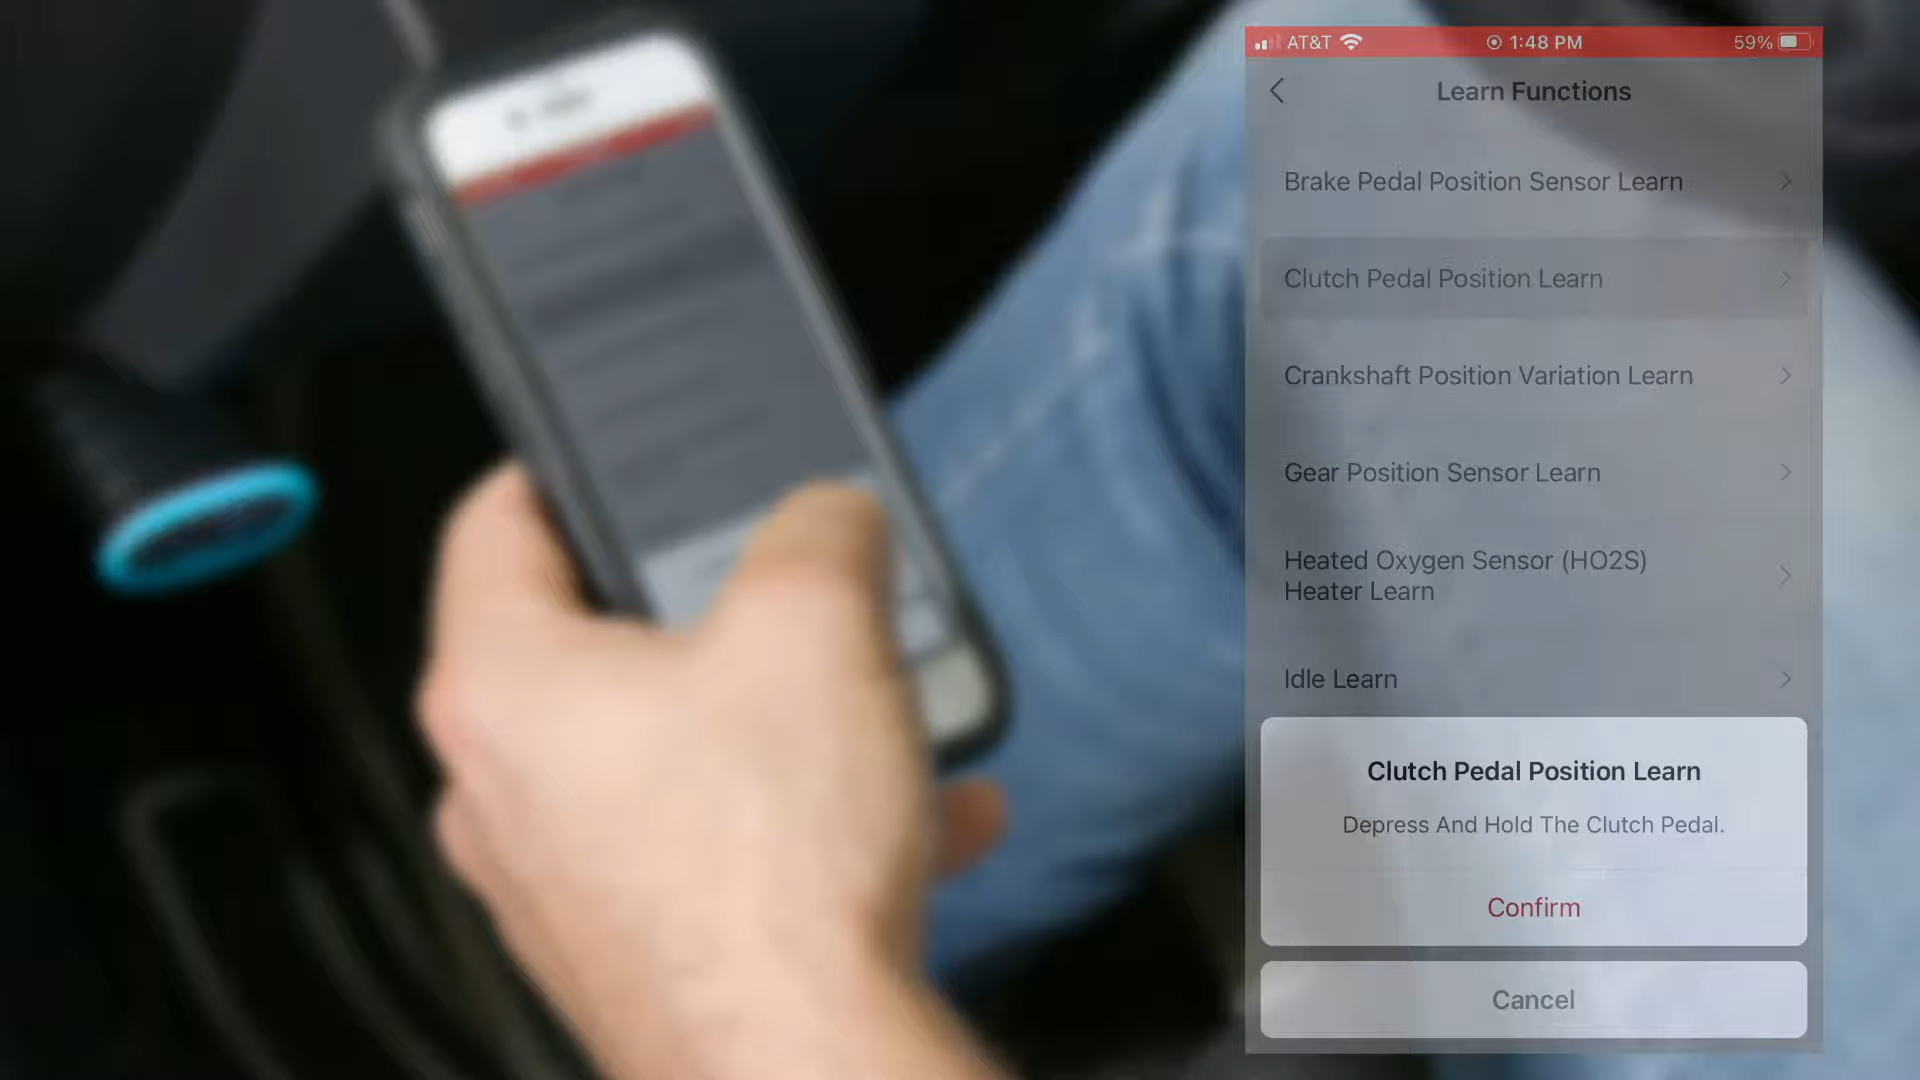 AT&T 1:48 PM 59%
Learn Functions
Brake Pedal Position Sensor Learn
Clutch Pedal Position Learn
Crankshaft Position Variation Learn
Gear Position Sensor Learn
Heated Oxygen Sensor (HO2S)
Heater Learn
Idle Learn
Clutch Pedal Position Learn
Depress And Hold The Clutch Pedal.
Confirm
Cancel